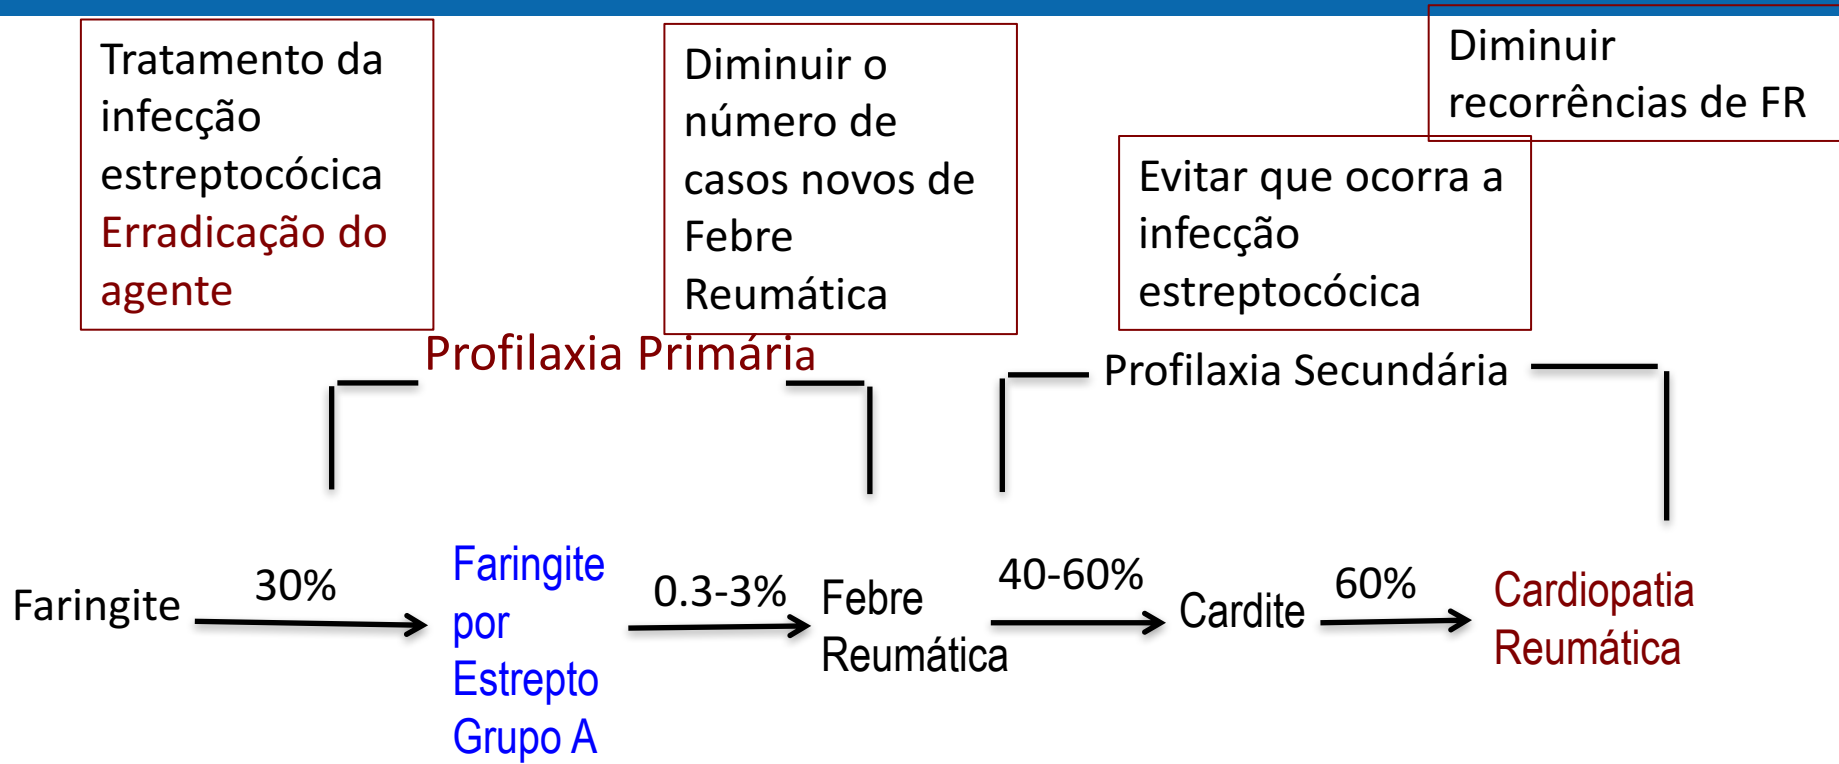 Tratamento da
infecção
estreptocócica
Erradicação do
agente
Diminuir o
número de
casos novos de
Febre
Reumática
Diminuir
recorrências de FR
Evitar que ocorra a
infecção
estreptocócica
Profilaxia Primária
Profilaxia Secundária
Faringite
30%
Faringite
por
Estrepto
Grupo A
0.3-3%
Febre
Reumática
40-60%
Cardite
60%
Cardiopatia
Reumática